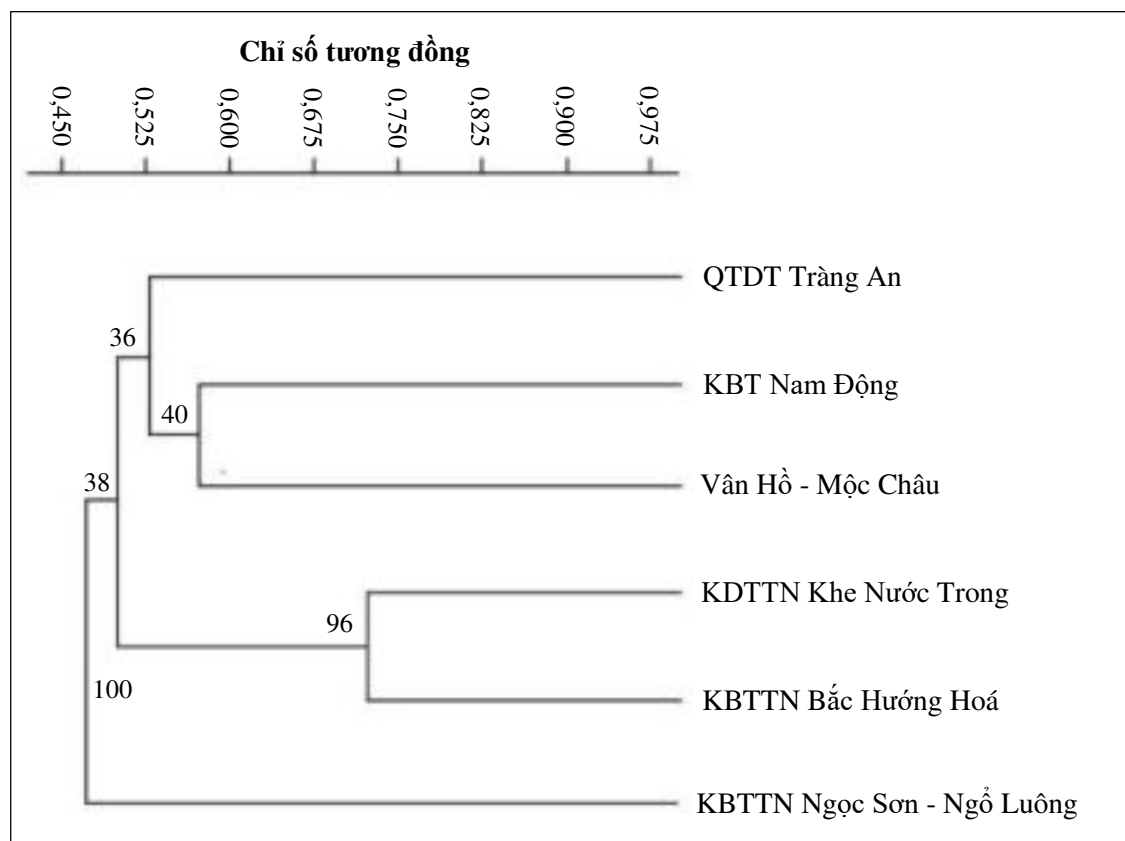 Chỉ số tương đồng
0,450
0,525
0,600
0,675
0,750
0,825
0,900
0,975
QTDT Tràng An
36
KBT Nam Động
40
Vân Hồ - Mộc Châu
38
KDTTN Khe Nước Trong
96
100
KBTTN Bắc Hướng Hoá
KBTTN Ngọc Sơn - Ngổ Luông